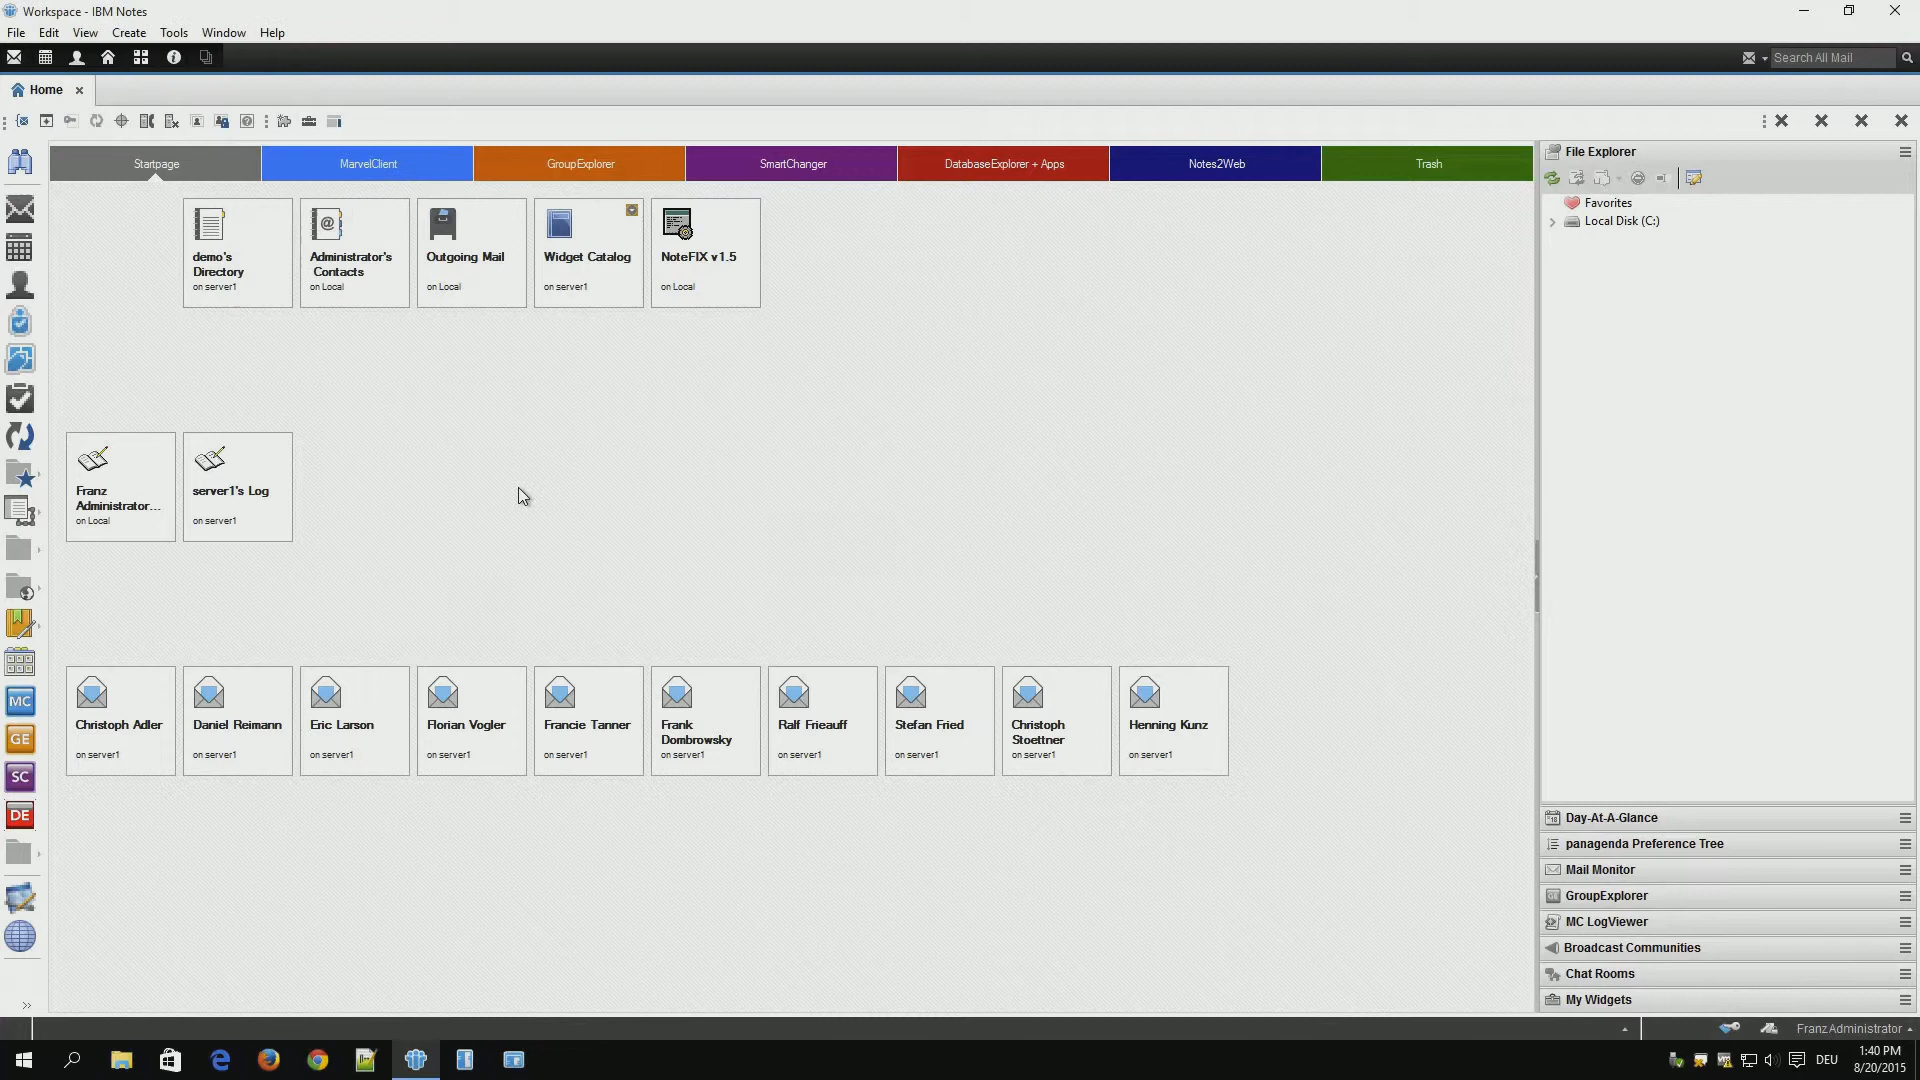 Workspace - IBM Notes
File Edit View Create Tools Window Help
Search All Mail
Home
Startpage MarvelClient GroupExplorer SmartChanger DatabaseExplorer + Apps Notes2Web Trash
demo's
Directory
on server1
Administrator's
Contacts
on Local
Outgoing Mail
on Local
Widget Catalog
on server1
NoteFIX v1.5
on Local
Franz
Administrator...
on Local
server1's Log
on server1
Christoph Adler
on server1
Daniel Reimann
on server1
Eric Larson
on server1
Florian Vogler
on server1
Francie Tanner
on server1
Frank
Dombrowsky
on server1
Ralf Frieauff
on server1
Stefan Fried
on server1
Christoph
Stoettner
on server1
Henning Kunz
on server1
MC
GE
SC
DE
File Explorer
Favorites
Local Disk (C:)
Day-At-A-Glance
panagenda Preference Tree
Mail Monitor
GroupExplorer
MC LogViewer
Broadcast Communities
Chat Rooms
My Widgets
FranzAdministrator
DEU
1:40 PM
8/20/2015